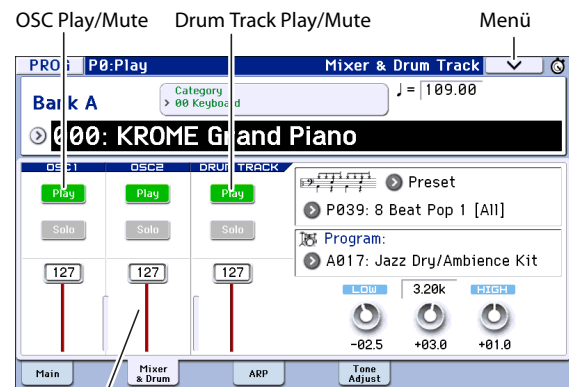 OSC Play/Mute Drum Track Play/Mute Menü
PROG P0:Play Mixer & Drum Track
Bank A Category ♩= 109.00
00 Keyboard
000: KROME Grand Piano
OSC1 OSC2 DRUM TRACK
Play Play Play Preset
Solo Solo Solo P039: 8 Beat Pop 1 [All]
Program:
127 127 127 A017: Jazz Dry/Ambience Kit
LOW 3.20k HIGH
-02.5 +03.0 +01.0
Main Mixer & Drum ARP Tone Adjust